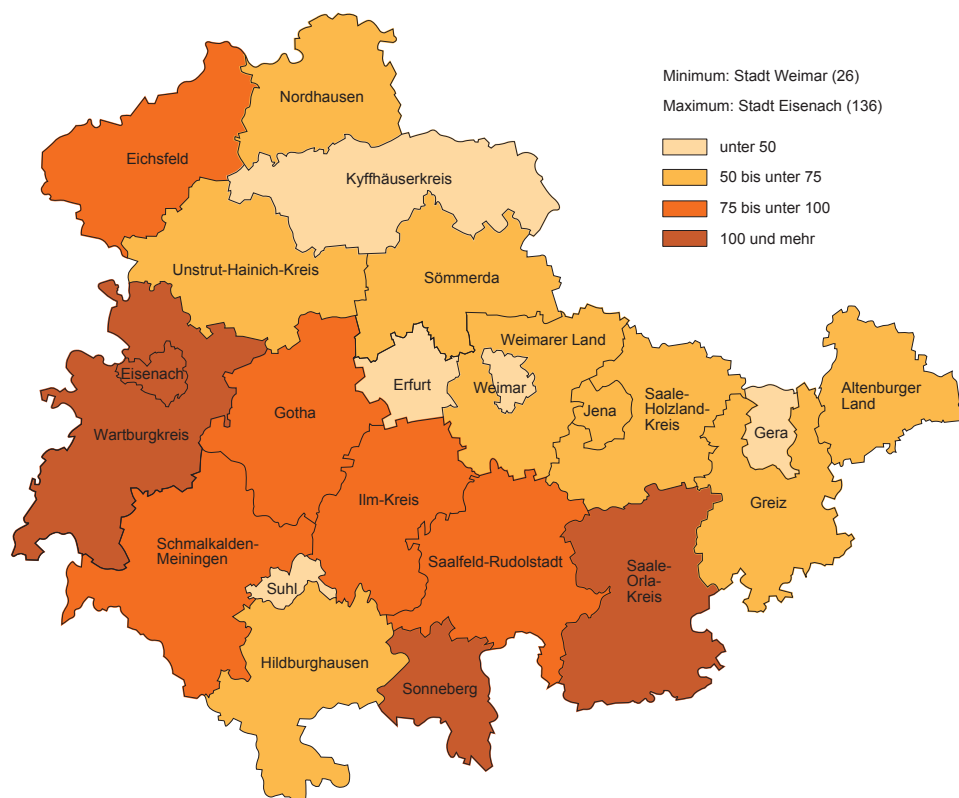 Minimum: Stadt Weimar (26)
Maximum: Stadt Eisenach (136)
unter 50
50 bis unter 75
75 bis unter 100
100 und mehr
Nordhausen
Eichsfeld
Kyffhäuserkreis
Unstrut-Hainich-Kreis
Sömmerda
Weimarer Land
Eisenach
Erfurt
Weimar
Altenburger
Land
Saale-
Holzland-
Kreis
Jena
Gotha
Gera
Wartburgkreis
Ilm-Kreis
Greiz
Schmalkalden-
Meiningen
Saalfeld-Rudolstadt
Saale-
Orla-
Kreis
Suhl
Hildburghausen
Sonneberg